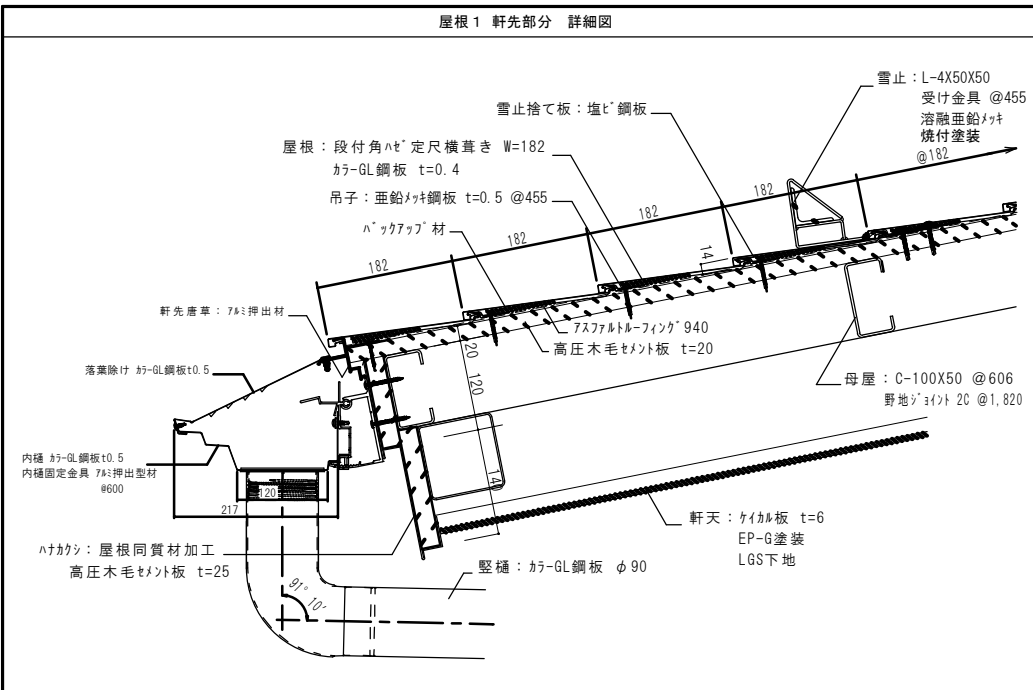 屋根1 軒先部分 詳細図
雪止:L-4X50X50
受け金具 @455
溶融亜鉛ﾒｯｷ
焼付塗装
@182
雪止捨て板:塩ﾋﾞ鋼板
屋根:段付角ﾊｾﾞ定尺横葺き W=182
ｶﾗｰGL鋼板 t=0.4
吊子:亜鉛ﾒｯｷ鋼板 t=0.5 @455
ﾊﾞｯｸｱｯﾌﾟ材
182
182
182
182
182
14
軒先唐草:ｱﾙﾐ押出材
ｱｽﾌｧﾙﾄﾙｰﾌｨﾝｸﾞ940
高圧木毛ｾﾒﾝﾄ板 t=20
20
120
14
落葉除け ｶﾗｰGL鋼板t0.5
母屋:C-100X50 @606
野地ｼﾞｮｲﾝﾄ 2C @1,820
内樋 ｶﾗｰGL鋼板t0.5
内樋固定金具 ｱﾙﾐ押出型材
@600
120
217
軒天:ｹｲｶﾙ板 t=6
EP-G塗装
LGS下地
ﾊﾅｶｸｼ:屋根同質材加工
高圧木毛ｾﾒﾝﾄ板 t=25
竪樋:ｶﾗｰGL鋼板 φ90
91° 10'